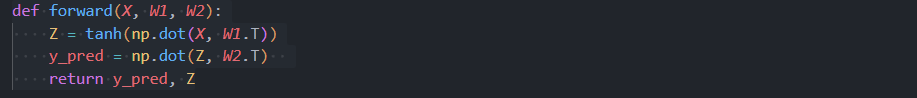 def forward(X, W1, W2):
    Z = tanh(np.dot(X, W1.T))
    y_pred = np.dot(Z, W2.T)
    return y_pred, Z